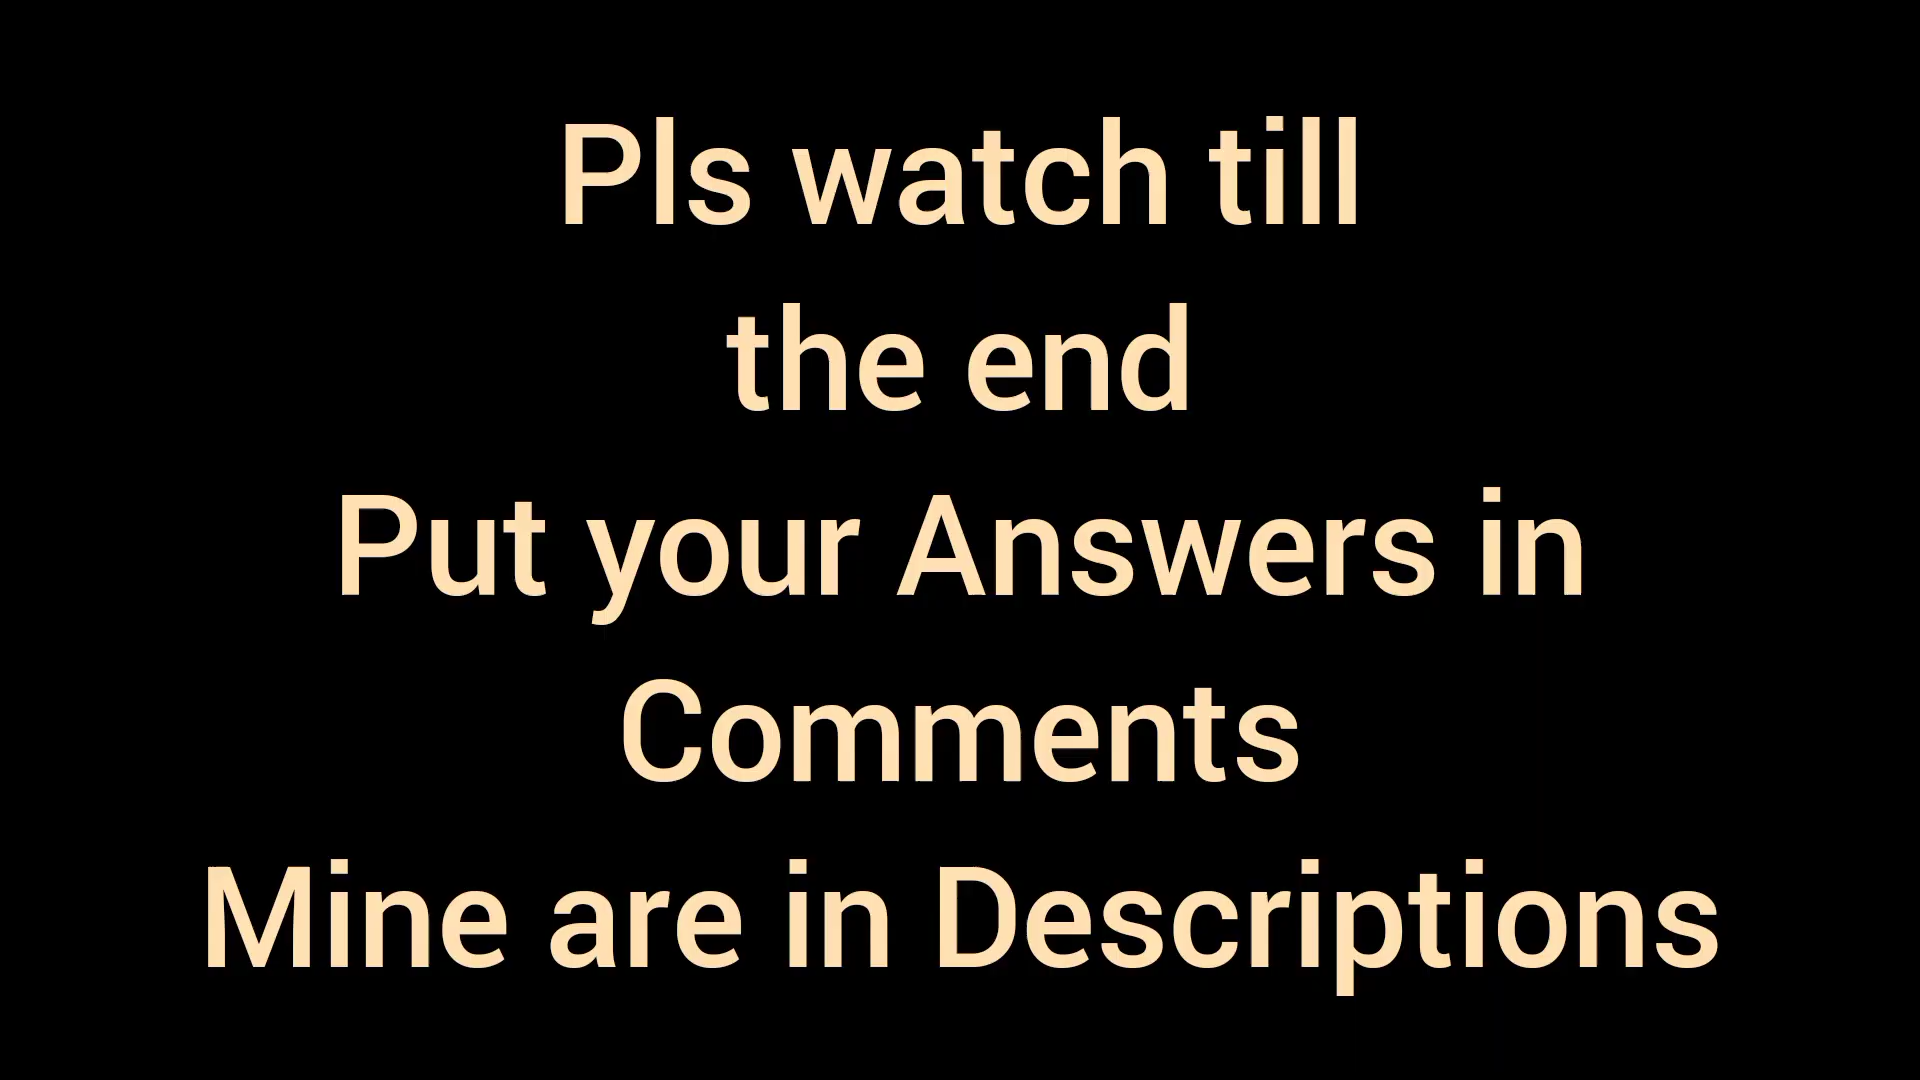 Pls watch till
the end
Put your Answers in
Comments
Mine are in Descriptions